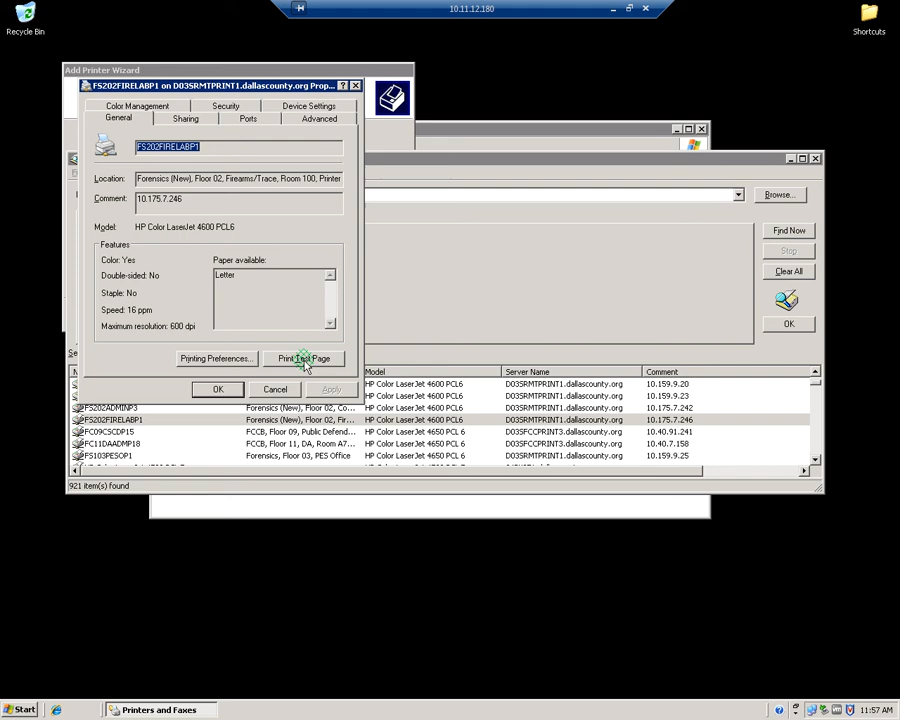 10.11.12.180
Recycle Bin
Shortcuts
Add Printer Wizard
FS202FIRELABP1 on D03SRMTPRINT1.dallascounty.org Prop...
Color Management Security Device Settings
General Sharing Ports Advanced
FS202FIRELABP1
Location: Forensics (New), Floor 02, Firearms/Trace, Room 100, Printer
Comment: 10.175.7.246
Model: HP Color LaserJet 4600 PCL6
Features
Color: Yes
Double-sided: No
Staple: No
Speed: 16 ppm
Maximum resolution: 600 dpi
Paper available:
Letter
Printing Preferences... Print Test Page
OK Cancel Apply
Browse...
Find Now
Stop
Clear All
OK
Model Server Name Comment
HP Color LaserJet 4600 PCL6 D03SRMTPRINT1.dallascounty.org 10.159.9.20
HP Color LaserJet 4600 PCL6 D03SRMTPRINT1.dallascounty.org 10.159.9.23
FS202ADMINP3 Forensics (New), Floor 02, Co... HP Color LaserJet 4600 PCL6 D03SRMTPRINT1.dallascounty.org 10.175.7.242
FS202FIRELABP1 Forensics (New), Floor 02, Fir... HP Color LaserJet 4600 PCL6 D03SRMTPRINT1.dallascounty.org 10.175.7.246
FC09CSCDP15 FCCB, Floor 09, Public Defend... HP Color LaserJet 4650 PCL 6 D03SFCCPRINT3.dallascounty.org 10.40.91.241
FC11DAADMP18 FCCB, Floor 11, DA, Room A7... HP Color LaserJet 4650 PCL 6 D03SFCCPRINT1.dallascounty.org 10.40.7.158
FS103PESOP1 Forensics, Floor 03, PES Office HP Color LaserJet 4650 PCL 6 D03SRMTPRINT1.dallascounty.org 10.159.9.25
921 item(s) found
Start
Printers and Faxes
11:57 AM